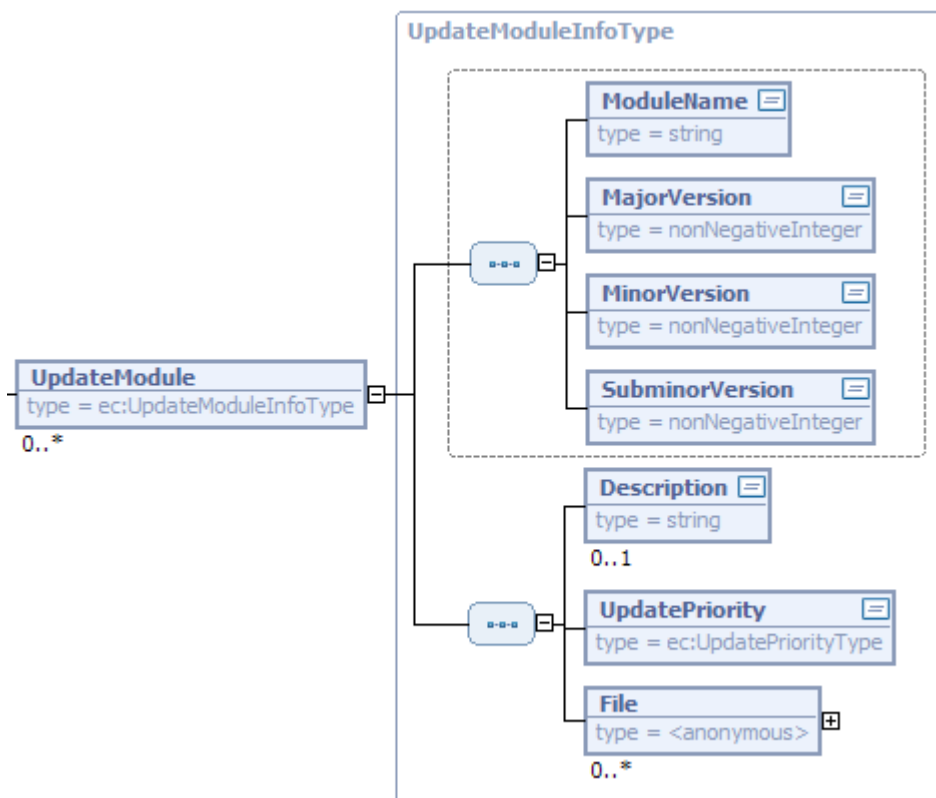 UpdateModuleInfoType
ModuleName
type = string
MajorVersion
type = nonNegativeInteger
MinorVersion
type = nonNegativeInteger
SubminorVersion
type = nonNegativeInteger
UpdateModule
type = ec:UpdateModuleInfoType
0..*
Description
type = string
0..1
UpdatePriority
type = ec:UpdatePriorityType
File
type = <anonymous>
0..*